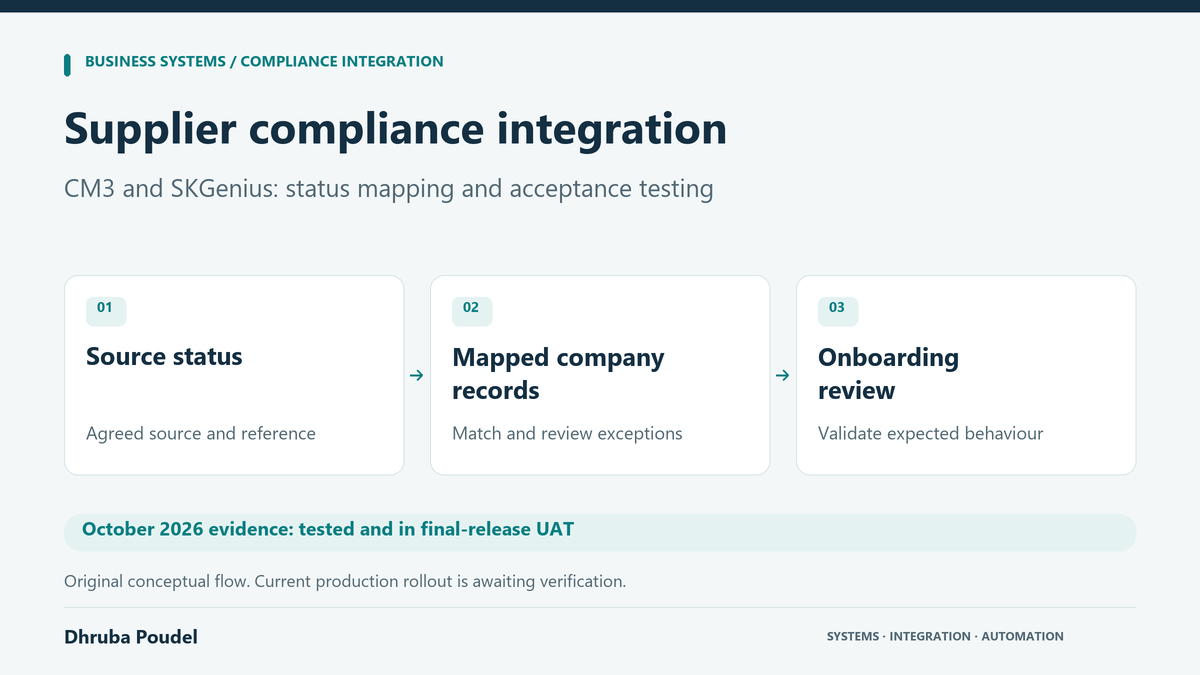 BUSINESS SYSTEMS / COMPLIANCE INTEGRATION
Supplier compliance integration
CM3 and SKGenius: status mapping and acceptance testing
01
Source status
Agreed source and reference
→
02
Mapped company
records
Match and review exceptions
→
03
Onboarding
review
Validate expected behaviour
October 2026 evidence: tested and in final-release UAT
Original conceptual flow. Current production rollout is awaiting verification.
Dhruba Poudel
SYSTEMS · INTEGRATION · AUTOMATION